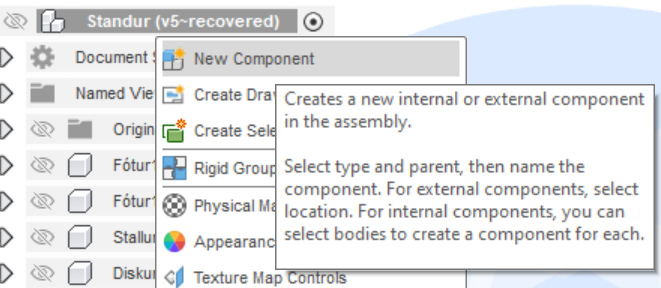 Standur (v5~recovered)
Document
New Component
Named Vie
Create Dra
Creates a new internal or external component
in the assembly.
Origin
Create Sele
Fótur
Rigid Group
Select type and parent, then name the
component. For external components, select
location. For internal components, you can
select bodies to create a component for each.
Fótur
Physical Ma
Stallur
Appearanc
Diskur
Texture Map Controls